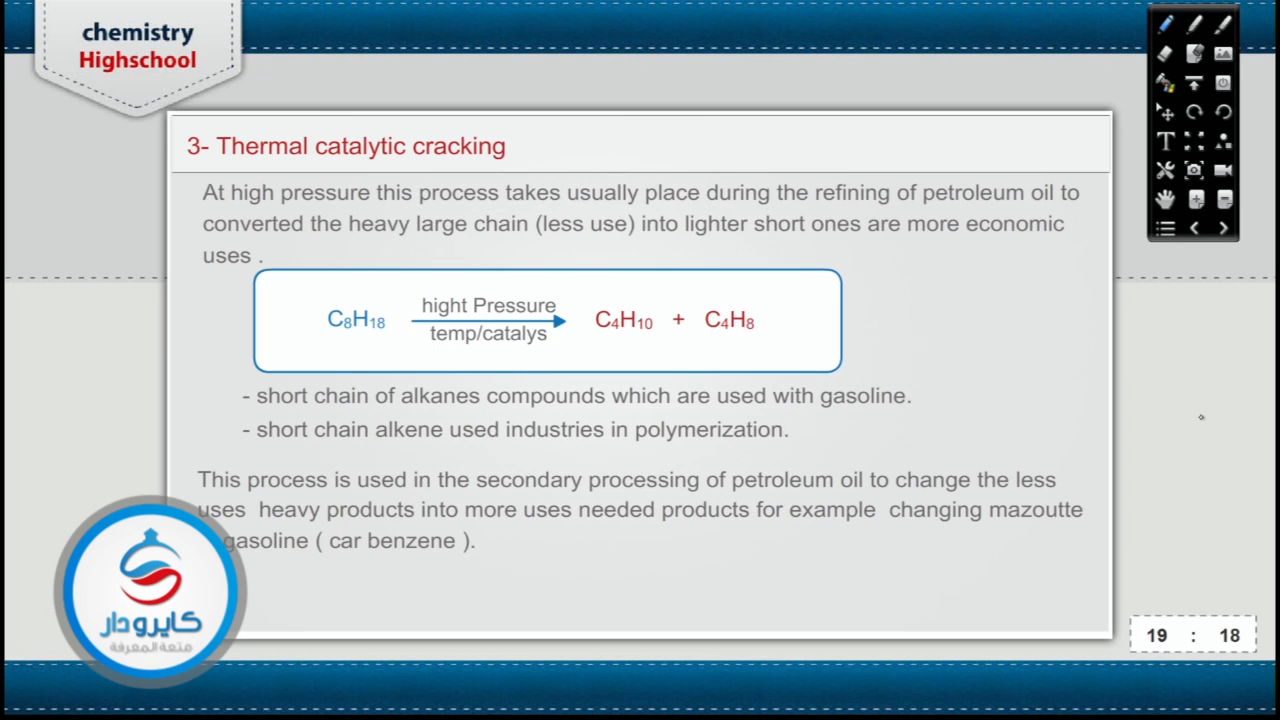 chemistry
Highschool
3- Thermal catalytic cracking
At high pressure this process takes usually place during the refining of petroleum oil to
converted the heavy large chain (less use) into lighter short ones are more economic
uses .
C₈H₁₈ hight Pressure temp/catalys C₄H₁₀ + C₄H₈
- short chain of alkanes compounds which are used with gasoline.
- short chain alkene used industries in polymerization.
This process is used in the secondary processing of petroleum oil to change the less
uses heavy products into more uses needed products for example changing mazoutte
gasoline ( car benzene ).
كايرودار
متعة المعرفة
19 : 18